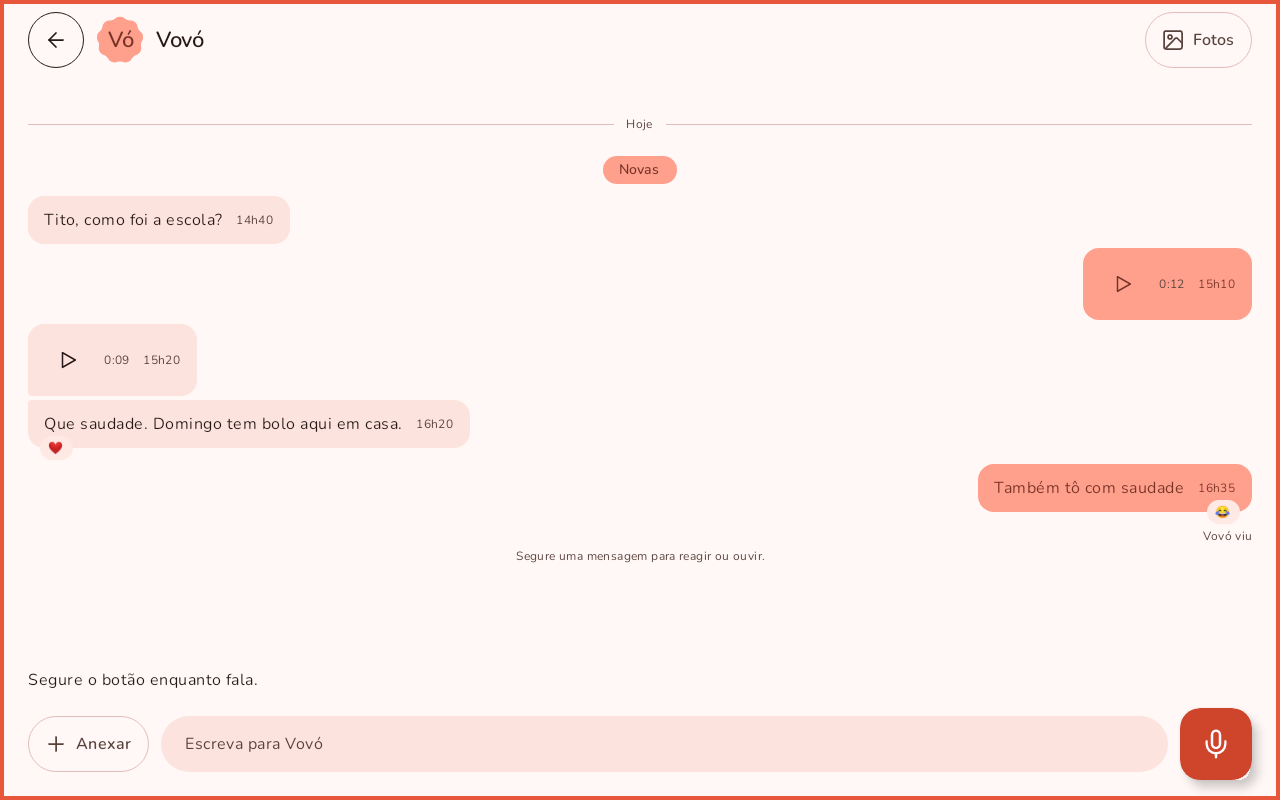 Vó Vovó
Fotos
Hoje
Novas
Tito, como foi a escola? 14h40
0:12 15h10
0:09 15h20
Que saudade. Domingo tem bolo aqui em casa. 16h20
Também tô com saudade 16h35
Vovó viu
Segure uma mensagem para reagir ou ouvir.
Segure o botão enquanto fala.
Anexar
Escreva para Vovó